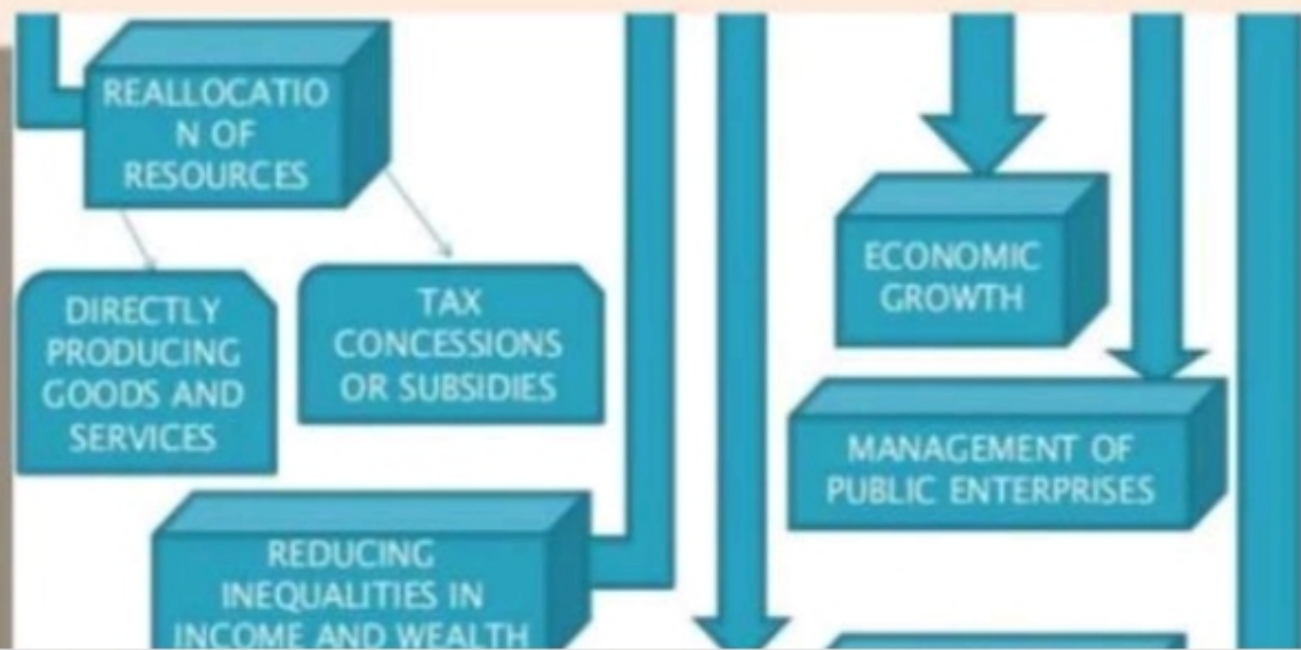 REALLOCATIO
N OF
RESOURCES
DIRECTLY
PRODUCING
GOODS AND
SERVICES
TAX
CONCESSIONS
OR SUBSIDIES
ECONOMIC
GROWTH
MANAGEMENT OF
PUBLIC ENTERPRISES
REDUCING
INEQUALITIES IN
INCOME AND WEALTH